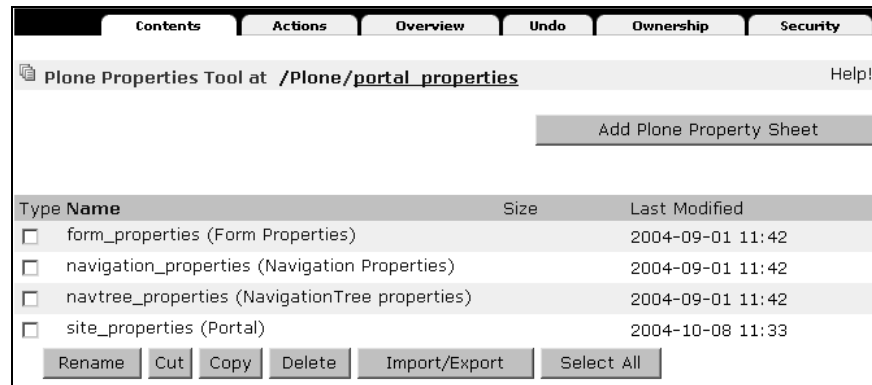 Contents Actions Overview Undo Ownership Security
Plone Properties Tool at /Plone/portal_properties Help!
Add Plone Property Sheet
Type Name Size Last Modified
form_properties (Form Properties) 2004-09-01 11:42
navigation_properties (Navigation Properties) 2004-09-01 11:42
navtree_properties (NavigationTree properties) 2004-09-01 11:42
site_properties (Portal) 2004-10-08 11:33
Rename Cut Copy Delete Import/Export Select All